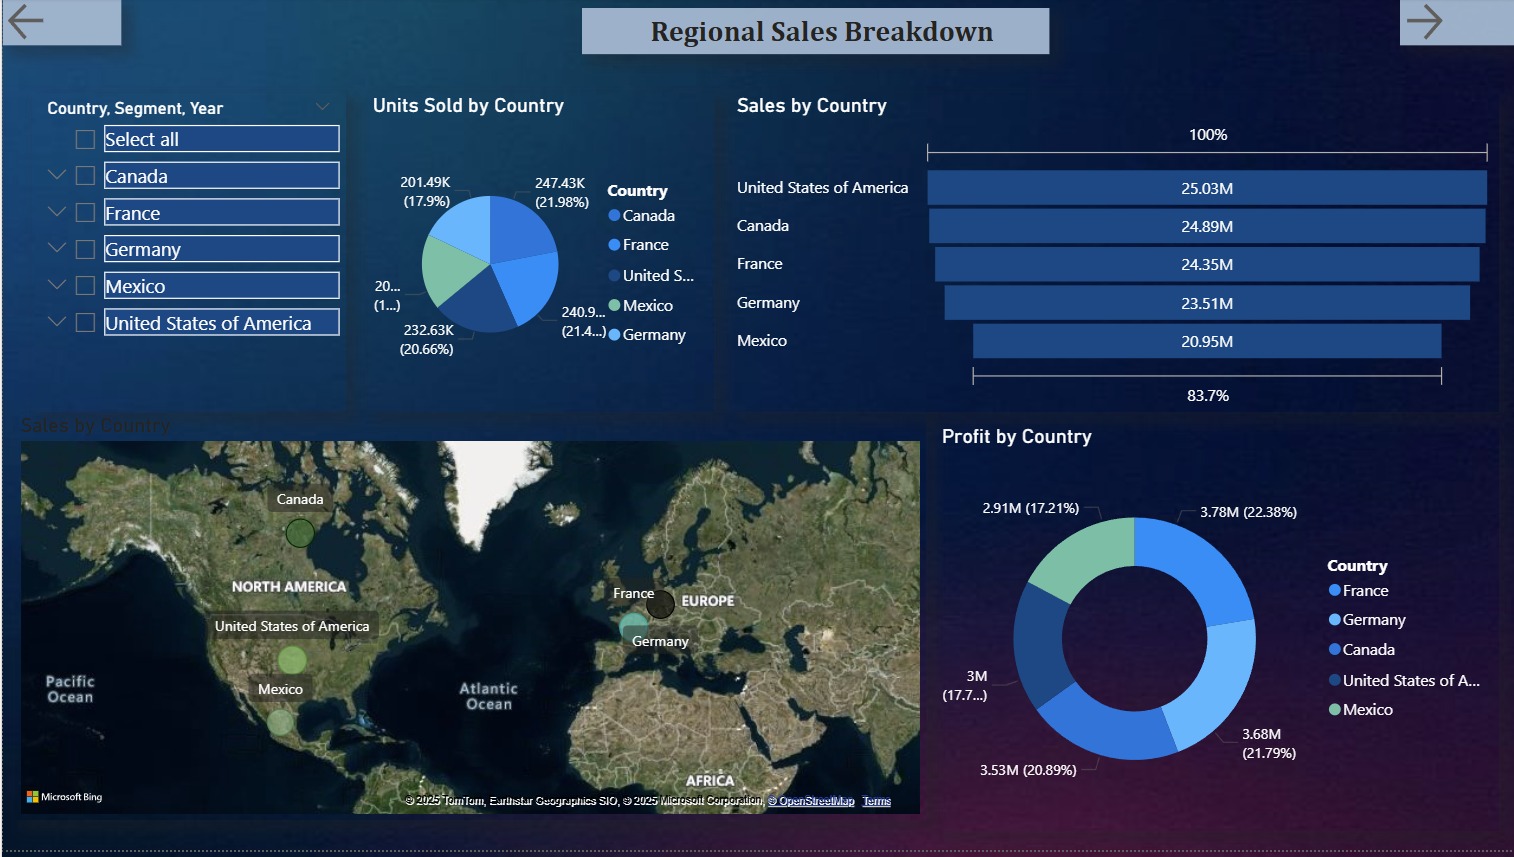 Regional Sales Breakdown
Country, Segment, Year
Select all
Canada
France
Germany
Mexico
United States of America
Units Sold by Country
201.49K
(17.9%)
247.43K
(21.98%)
20...
(1...)
232.63K
(20.66%)
240.9...
(21.4...)
Country
Canada
France
United S...
Mexico
Germany
Sales by Country
100%
United States of America 25.03M
Canada 24.89M
France 24.35M
Germany 23.51M
Mexico 20.95M
83.7%
Sales by Country
Canada
NORTH AMERICA
United States of America
Mexico
Pacific
Ocean
Atlantic
Ocean
France
EUROPE
Germany
AFRICA
Microsoft Bing
© 2025 TomTom, Earthstar Geographics SIO, © 2025 Microsoft Corporation, © OpenStreetMap Terms
Profit by Country
2.91M (17.21%)
3.78M (22.38%)
3M
(17.7...)
3.53M (20.89%)
3.68M
(21.79%)
Country
France
Germany
Canada
United States of A...
Mexico